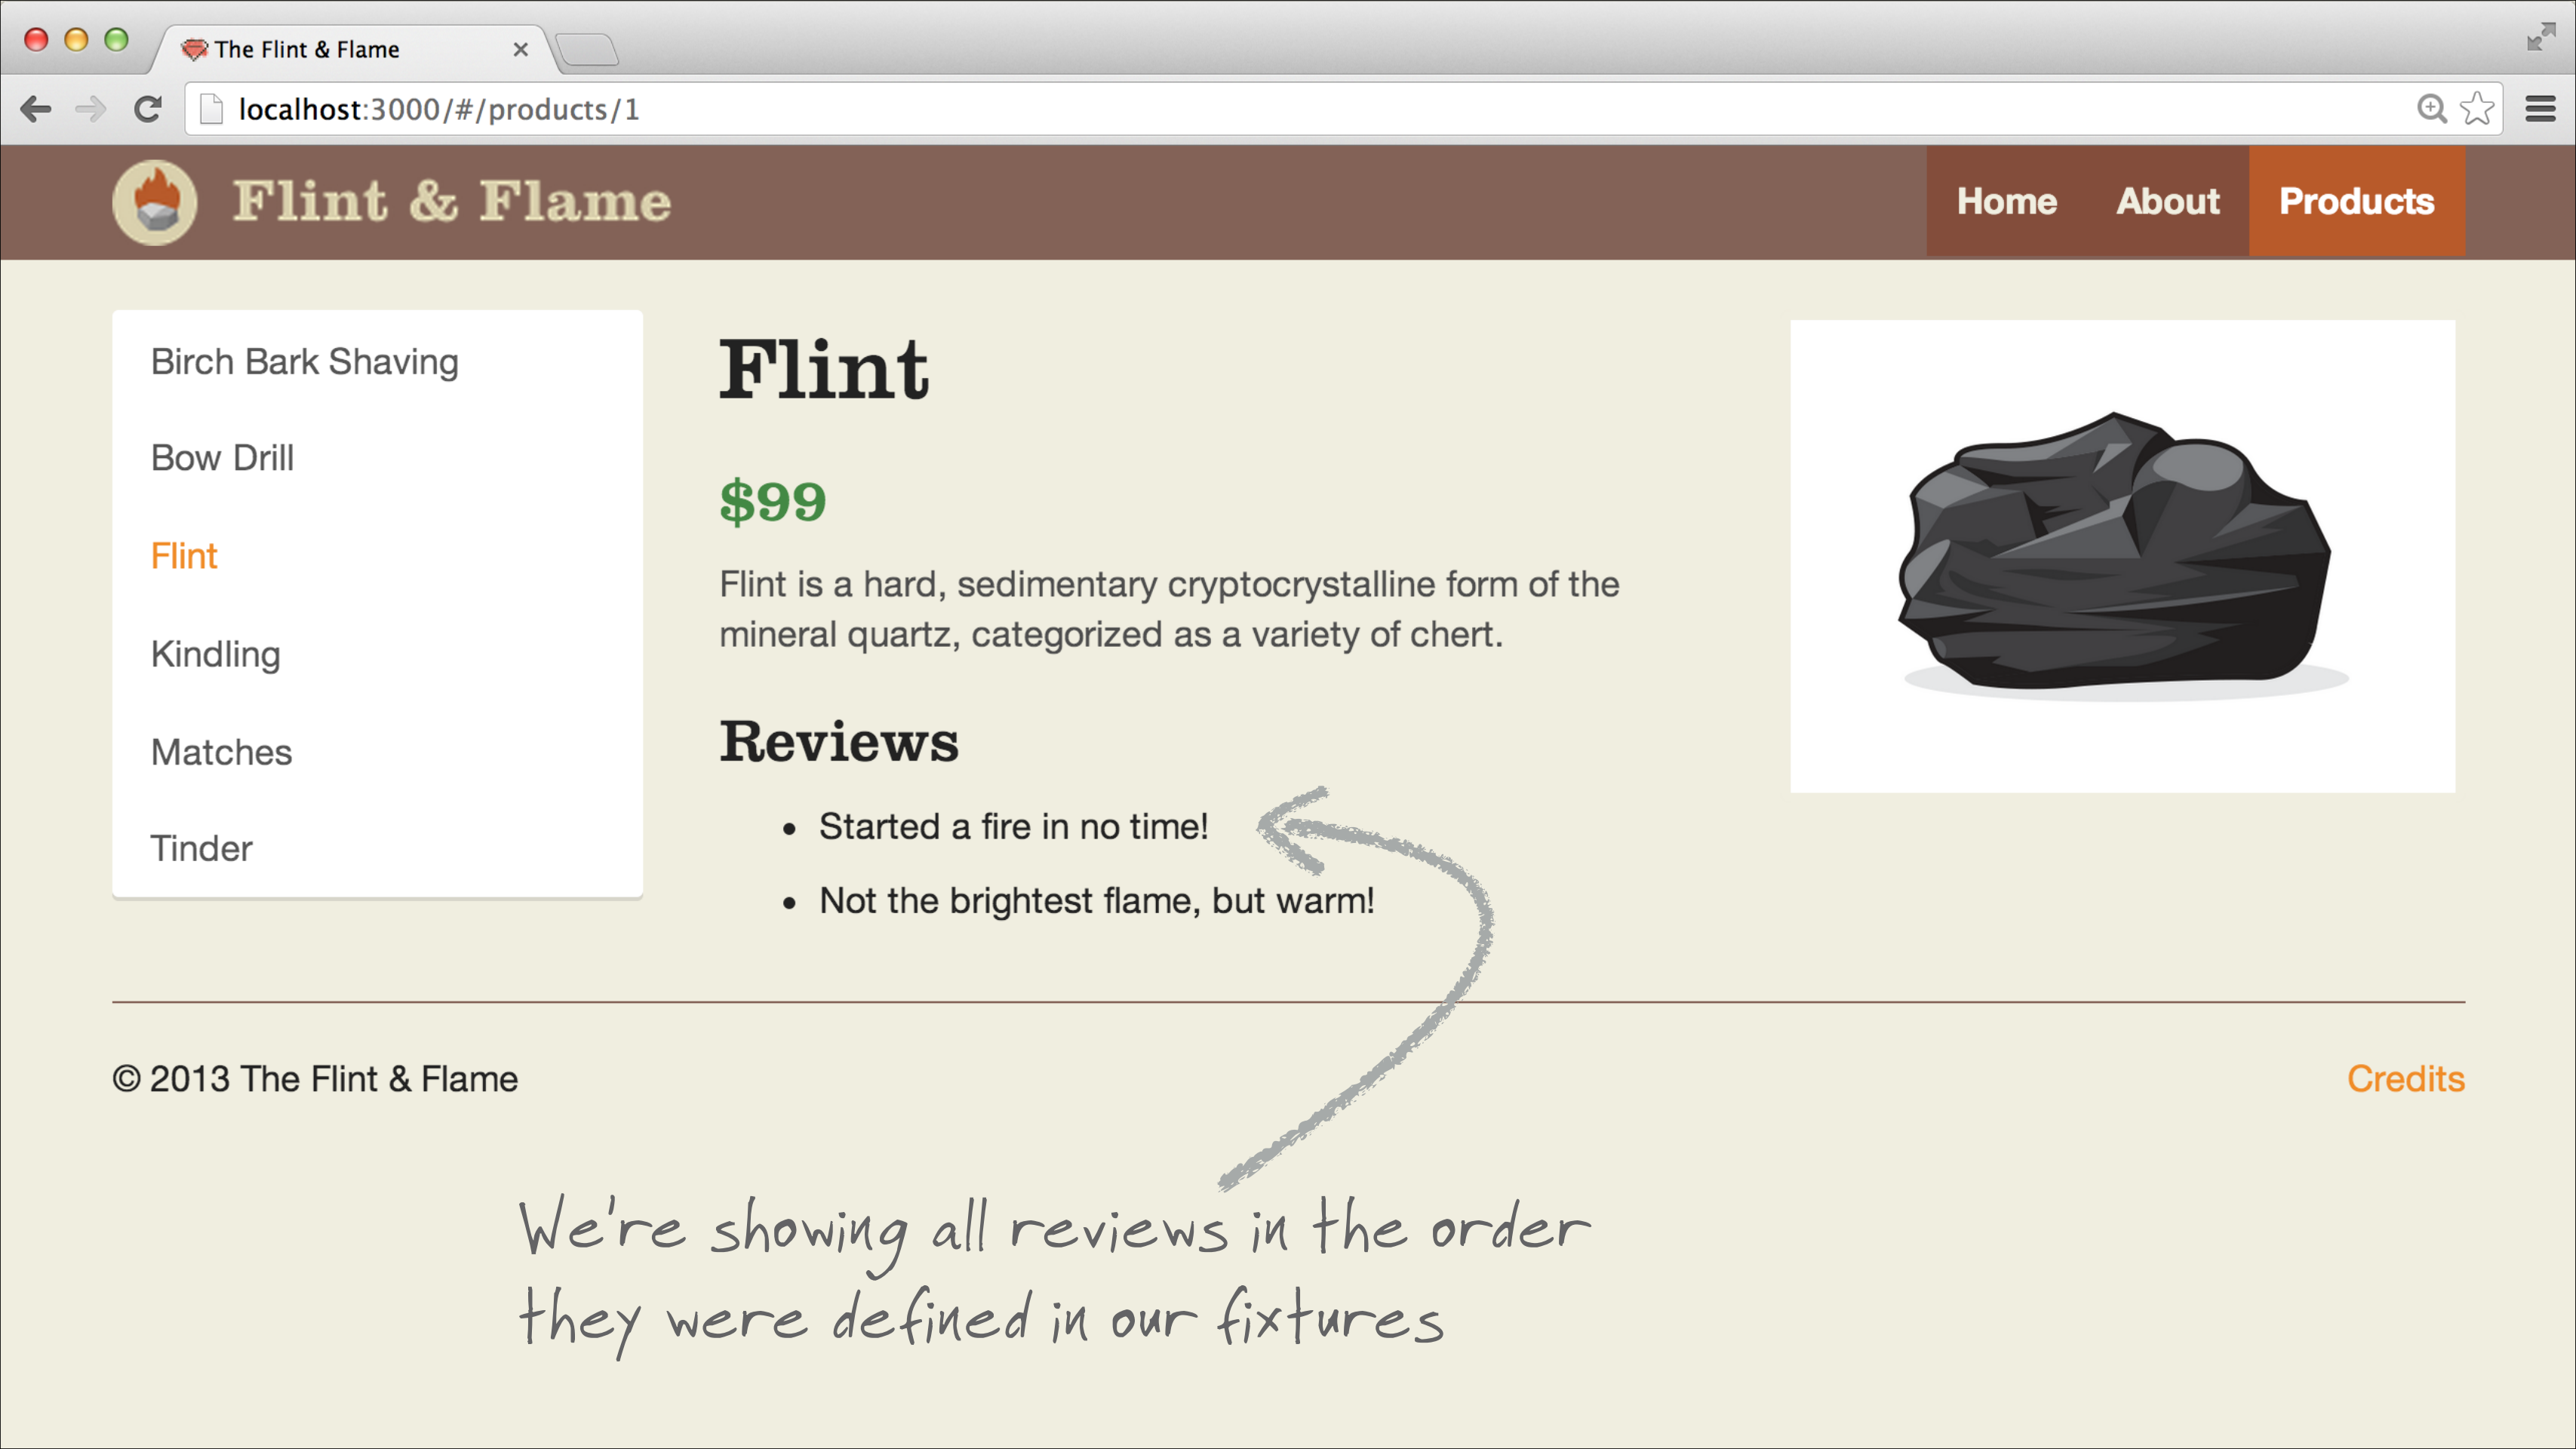 The Flint & Flame
localhost:3000/#/products/1
Flint & Flame
Home
About
Products
Birch Bark Shaving
Bow Drill
Flint
Kindling
Matches
Tinder
Flint
$99
Flint is a hard, sedimentary cryptocrystalline form of the
mineral quartz, categorized as a variety of chert.
Reviews
• Started a fire in no time!
• Not the brightest flame, but warm!
© 2013 The Flint & Flame
Credits
We're showing all reviews in the order
they were defined in our fixtures